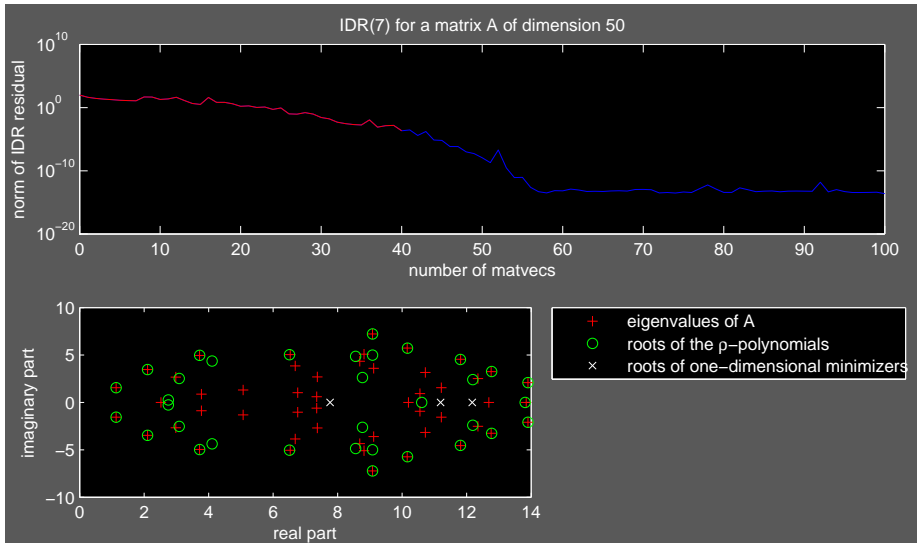 IDR(7) for a matrix A of dimension 50
norm of IDR residual
10^10
10^0
10^−10
10^−20
0 10 20 30 40 50 60 70 80 90 100
number of matvecs
imaginary part
10
5
0
−5
−10
0 2 4 6 8 10 12 14
real part
eigenvalues of A
roots of the ρ−polynomials
roots of one−dimensional minimizers